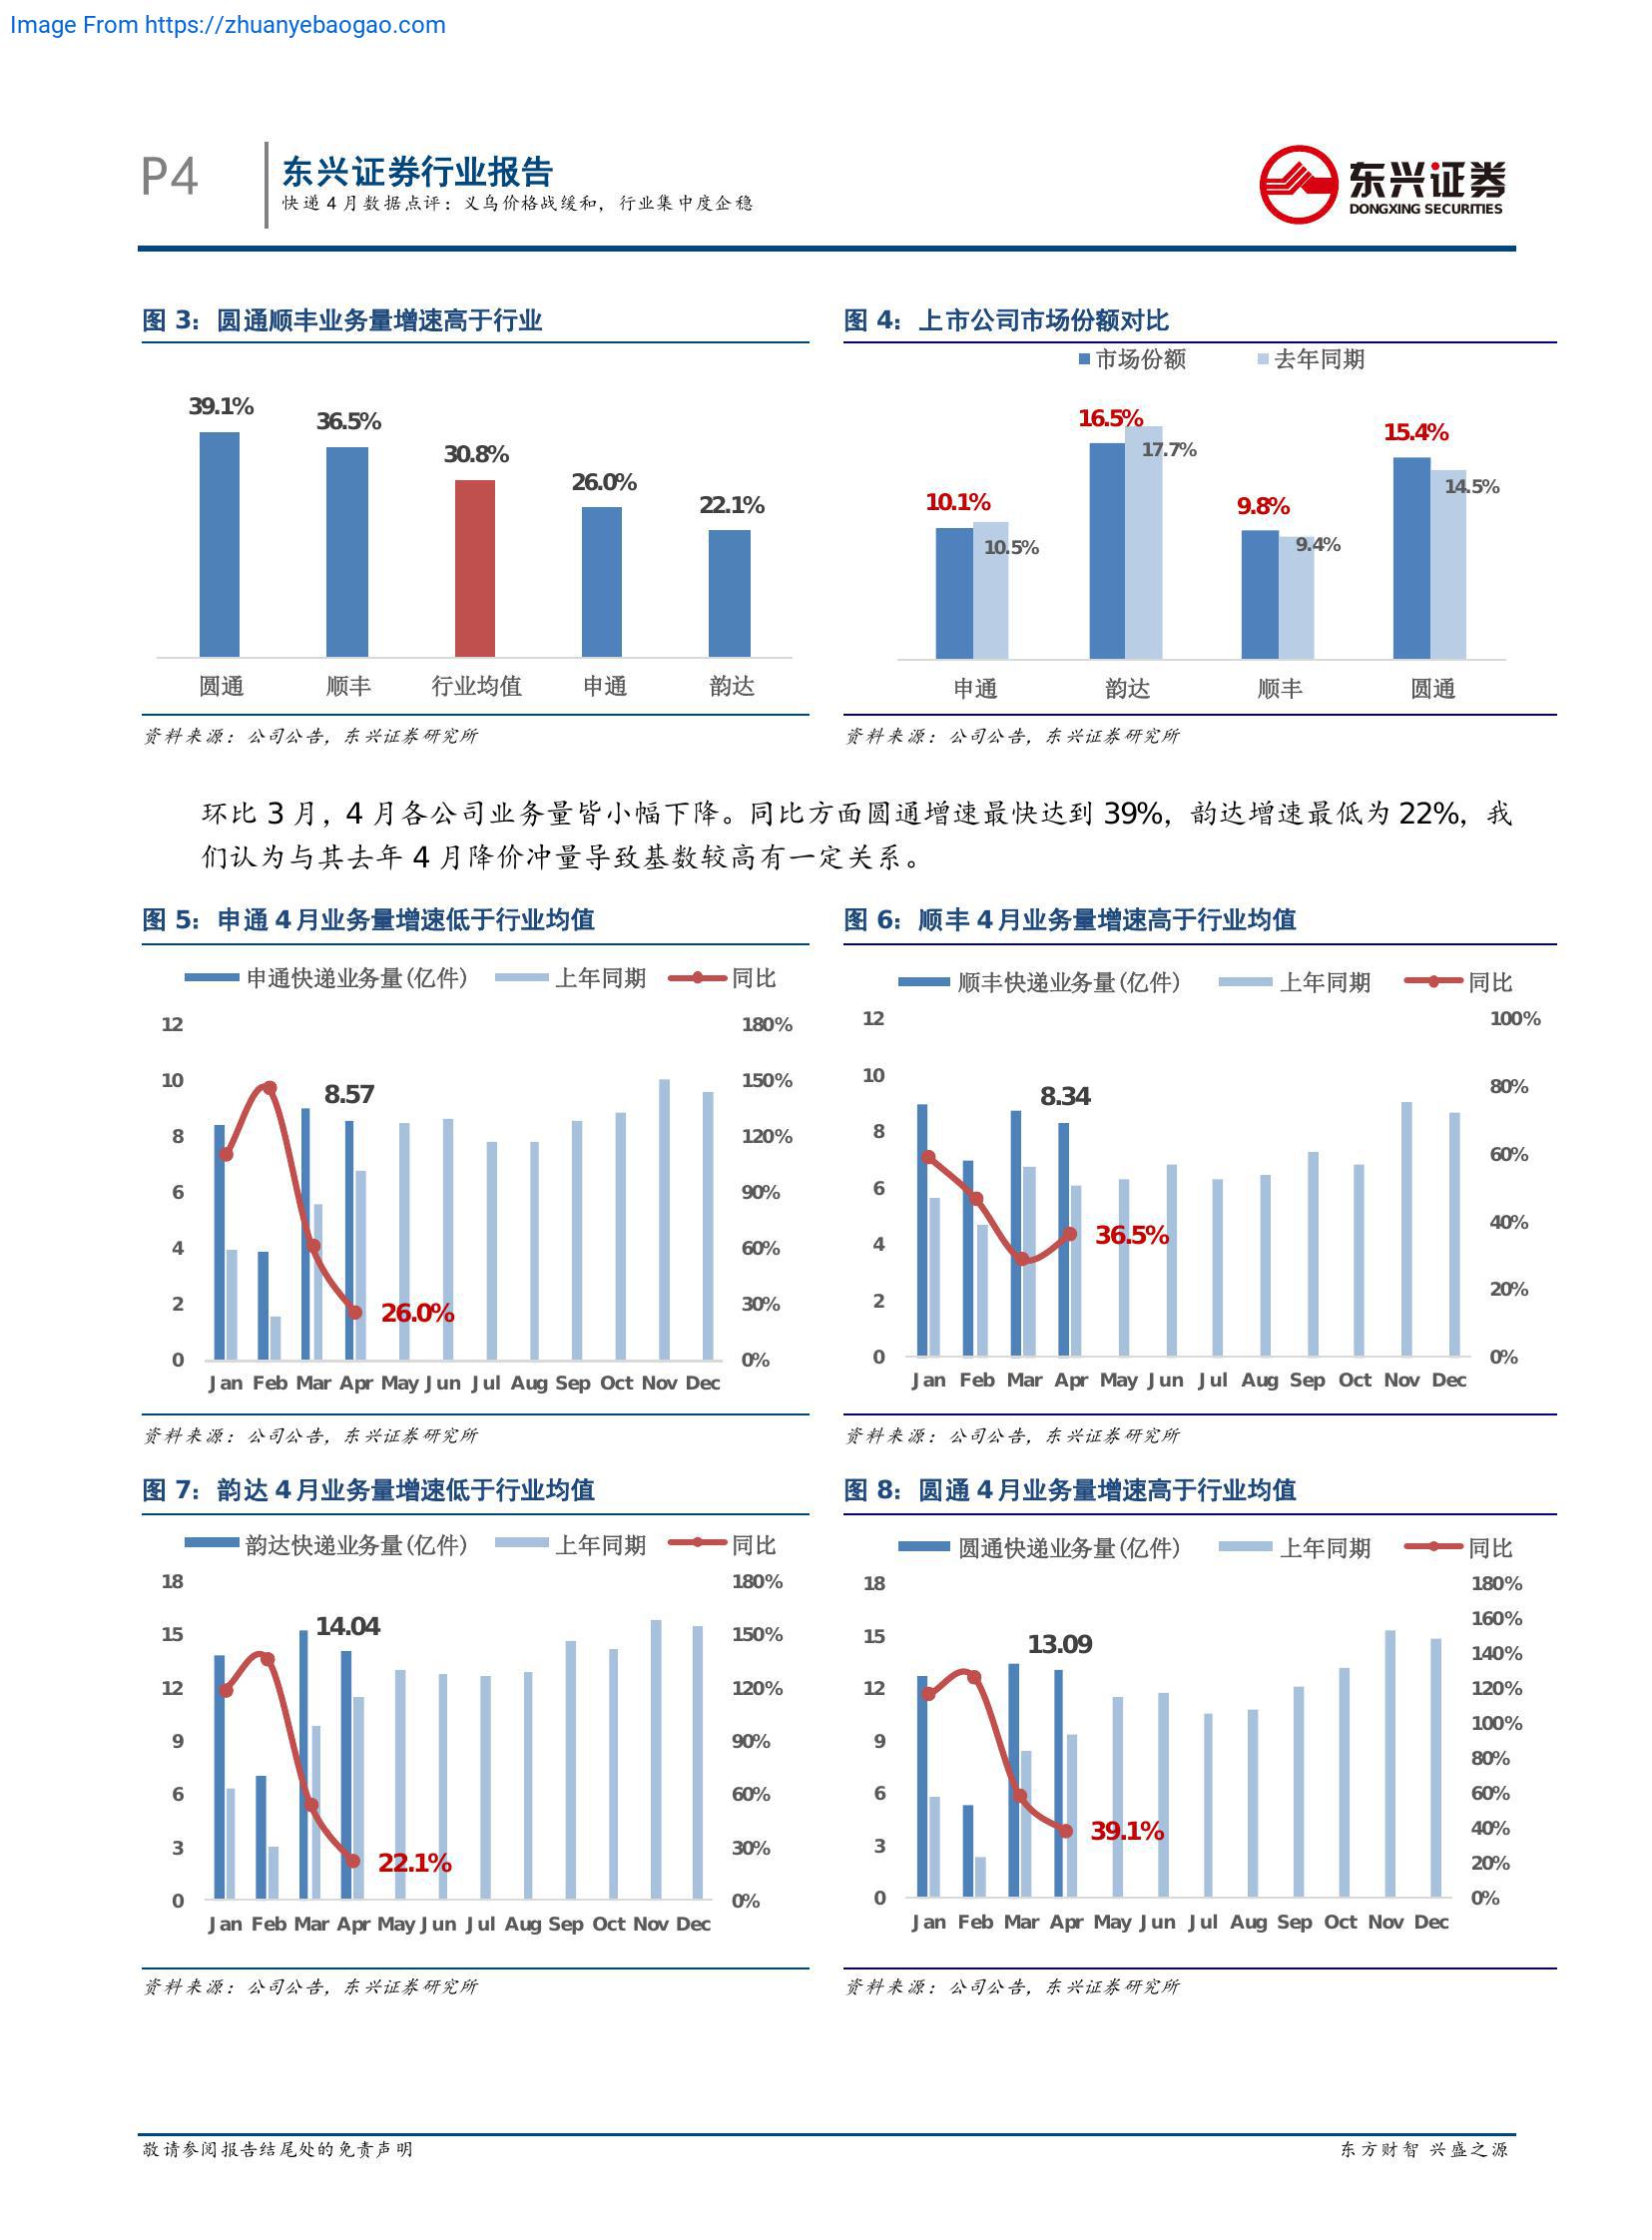 Image From https://zhuanyebaogao.com
P4
东兴证券行业报告
快递 4 月数据点评：义乌价格战缓和，行业集中度企稳
东兴证券
DONGXING SECURITIES
图 3：圆通顺丰业务量增速高于行业
39.1%
36.5%
30.8%
26.0%
22.1%
圆通 顺丰 行业均值 申通 韵达
资料来源：公司公告，东兴证券研究所
图 4：上市公司市场份额对比
市场份额 去年同期
10.1%
10.5%
16.5%
17.7%
9.8%
9.4%
15.4%
14.5%
申通 韵达 顺丰 圆通
资料来源：公司公告，东兴证券研究所
环比 3 月，4 月各公司业务量皆小幅下降。同比方面圆通增速最快达到 39%，韵达增速最低为 22%，我
们认为与其去年 4 月降价冲量导致基数较高有一定关系。
图 5：申通 4 月业务量增速低于行业均值
申通快递业务量(亿件) 上年同期 同比
12 180%
10 150%
8 120%
6 90%
4 60%
2 30%
0 0%
8.57
26.0%
Jan Feb Mar Apr May Jun Jul Aug Sep Oct Nov Dec
资料来源：公司公告，东兴证券研究所
图 6：顺丰 4 月业务量增速高于行业均值
顺丰快递业务量(亿件) 上年同期 同比
12
10
8
6
4
2
0
100%
80%
60%
40%
20%
0%
8.34
36.5%
Jan Feb Mar Apr May Jun Jul Aug Sep Oct Nov Dec
资料来源：公司公告，东兴证券研究所
图 7：韵达 4 月业务量增速低于行业均值
韵达快递业务量(亿件) 上年同期 同比
18 180%
15 150%
12 120%
9 90%
6 60%
3 30%
0 0%
14.04
22.1%
Jan Feb Mar Apr May Jun Jul Aug Sep Oct Nov Dec
资料来源：公司公告，东兴证券研究所
图 8：圆通 4 月业务量增速高于行业均值
圆通快递业务量(亿件) 上年同期 同比
18
15
12
9
6
3
0
180%
160%
140%
120%
100%
80%
60%
40%
20%
0%
13.09
39.1%
Jan Feb Mar Apr May Jun Jul Aug Sep Oct Nov Dec
资料来源：公司公告，东兴证券研究所
敬请参阅报告结尾处的免责声明
东方财智 兴盛之源